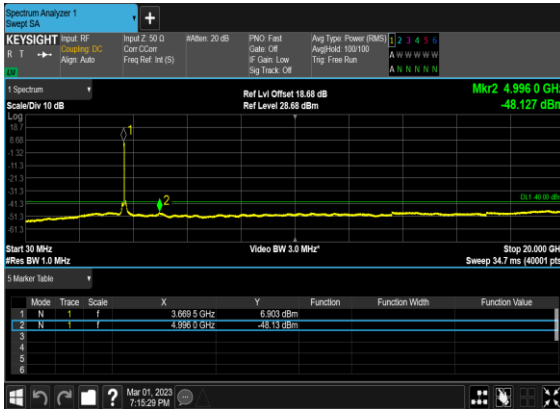 Spectrum Analyzer 1
Swept SA
+
KEYSIGHT
R T
Input: RF
Coupling: DC
Align: Auto
Input Z: 50 Ω
Corr CCorr
Freq Ref: Int (S)
#Atten: 20 dB
PNO: Fast
Gate: Off
IF Gain: Low
Sig Track: Off
Avg Type: Power (RMS)
Avg|Hold: 100/100
Trig: Free Run
1 2 3 4 5 6
A W W W W W
A N N N N N
1 Spectrum
Scale/Div 10 dB
Ref Lvl Offset 18.68 dB
Ref Level 28.68 dBm
Mkr2 4.996 0 GHz
-48.127 dBm
Log
18.7
8.68
-1.32
-11.3
-21.3
-31.3
-41.3
-51.3
-61.3
1
2
DL1 -40.00 dBm
Start 30 MHz
Video BW 3.0 MHz*
Stop 20.000 GHz
#Res BW 1.0 MHz
Sweep 34.7 ms (40001 pts)
5 Marker Table
Mode Trace Scale X Y Function Function Width Function Value
1 N 1 f 3.669 5 GHz 6.903 dBm
2 N 1 f 4.996 0 GHz -48.13 dBm
3
4
5
6
?
Mar 01, 2023
7:15:29 PM